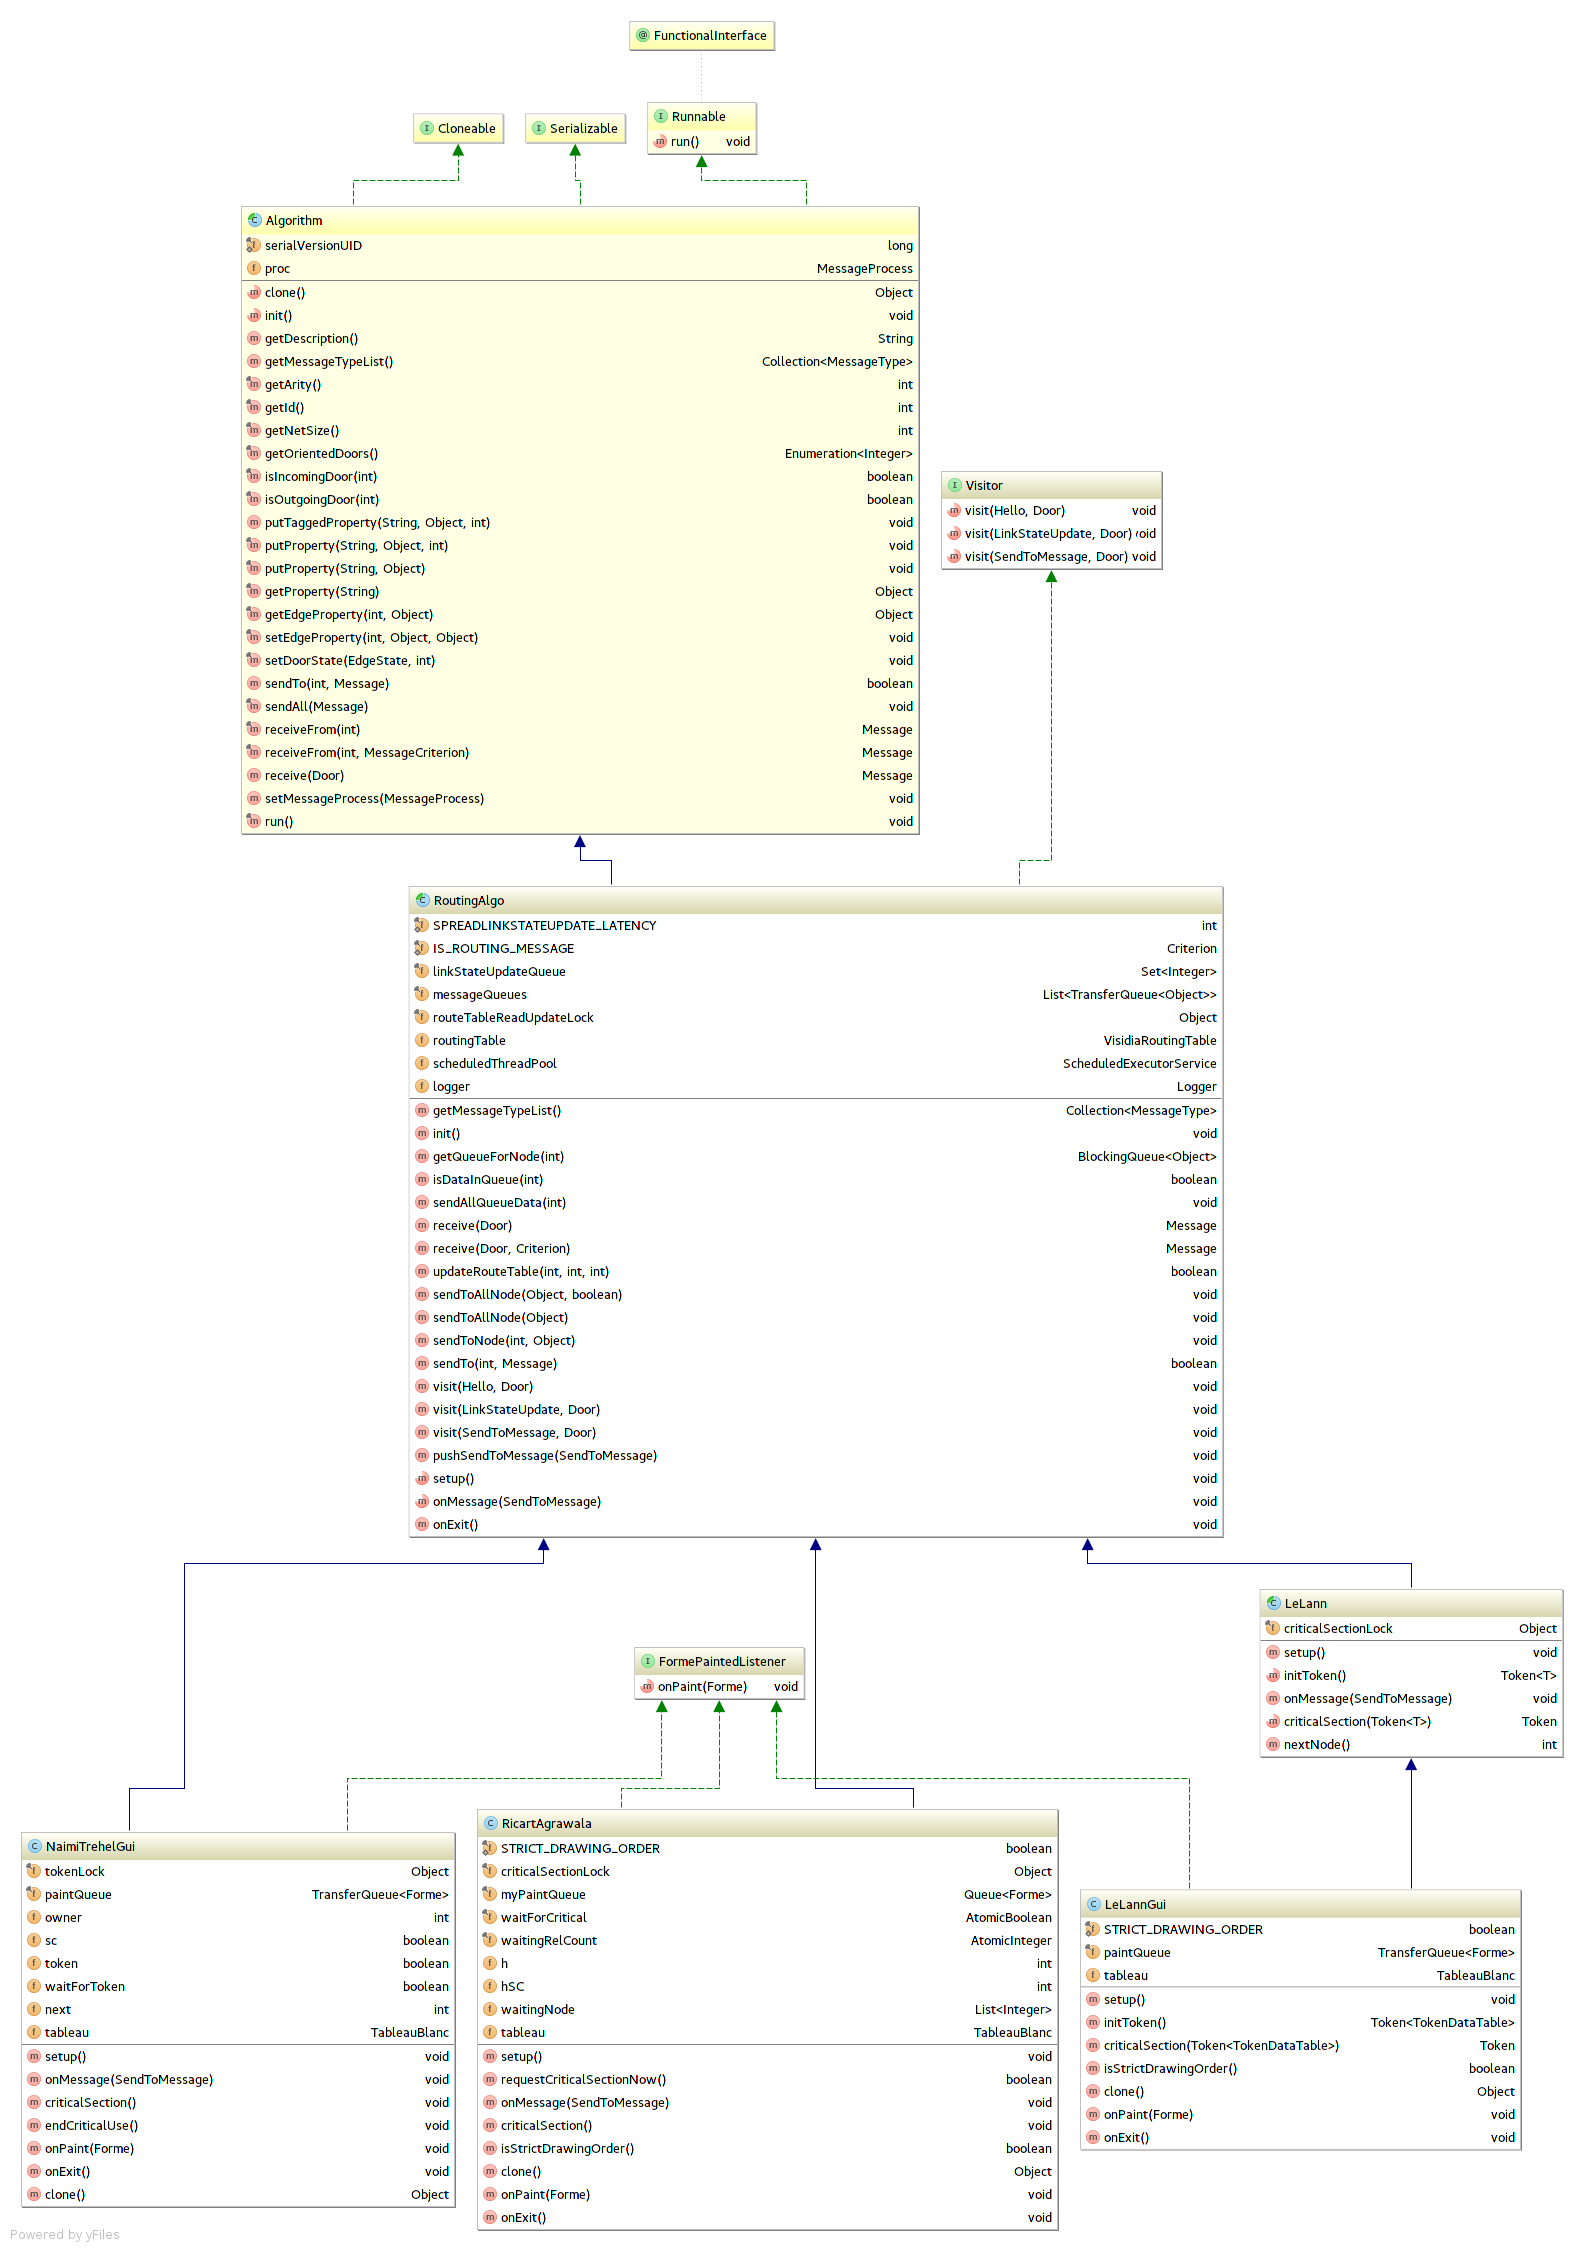 @ FunctionalInterface
I Cloneable
I Serializable
I Runnable
m run() void
C Algorithm
f serialVersionUID long
f proc MessageProcess
m clone() Object
m init() void
m getDescription() String
m getMessageTypeList() Collection<MessageType>
m getArity() int
m getId() int
m getNetSize() int
m getOrientedDoors() Enumeration<Integer>
m isIncomingDoor(int) boolean
m isOutgoingDoor(int) boolean
m putTaggedProperty(String, Object, int) void
m putProperty(String, Object, int) void
m putProperty(String, Object) void
m getProperty(String) Object
m getEdgeProperty(int, Object) Object
m setEdgeProperty(int, Object, Object) void
m setDoorState(EdgeState, int) void
m sendTo(int, Message) boolean
m sendAll(Message) void
m receiveFrom(int) Message
m receiveFrom(int, MessageCriterion) Message
m receive(Door) Message
m setMessageProcess(MessageProcess) void
m run() void
I Visitor
m visit(Hello, Door) void
m visit(LinkStateUpdate, Door) void
m visit(SendToMessage, Door) void
C RoutingAlgo
f SPREADLINKSTATEUPDATE_LATENCY int
f IS_ROUTING_MESSAGE Criterion
f linkStateUpdateQueue Set<Integer>
f messageQueues List<TransferQueue<Object>>
f routeTableReadUpdateLock Object
f routingTable VisidiaRoutingTable
f scheduledThreadPool ScheduledExecutorService
f logger Logger
m getMessageTypeList() Collection<MessageType>
m init() void
m getQueueForNode(int) BlockingQueue<Object>
m isDataInQueue(int) boolean
m sendAllQueueData(int) void
m receive(Door) Message
m receive(Door, Criterion) Message
m updateRouteTable(int, int, int) boolean
m sendToAllNode(Object, boolean) void
m sendToAllNode(Object) void
m sendToNode(int, Object) void
m sendTo(int, Message) boolean
m visit(Hello, Door) void
m visit(LinkStateUpdate, Door) void
m visit(SendToMessage, Door) void
m pushSendToMessage(SendToMessage) void
m setup() void
m onMessage(SendToMessage) void
m onExit() void
C LeLann
f criticalSectionLock Object
m setup() void
m initToken() Token<T>
m onMessage(SendToMessage) void
m criticalSection(Token<T>) Token
m nextNode() int
I FormePaintedListener
m onPaint(Forme) void
C NaimiTrehelGui
f tokenLock Object
f paintQueue TransferQueue<Forme>
f owner int
f sc boolean
f token boolean
f waitForToken boolean
f next int
f tableau TableauBlanc
m setup() void
m onMessage(SendToMessage) void
m criticalSection() void
m endCriticalUse() void
m onPaint(Forme) void
m onExit() void
m clone() Object
C RicartAgrawala
f STRICT_DRAWING_ORDER boolean
f criticalSectionLock Object
f myPaintQueue Queue<Forme>
f waitForCritical AtomicBoolean
f waitingRelCount AtomicInteger
f h int
f hSC int
f waitingNode List<Integer>
f tableau TableauBlanc
m setup() void
m requestCriticalSectionNow() boolean
m onMessage(SendToMessage) void
m criticalSection() void
m isStrictDrawingOrder() boolean
m clone() Object
m onPaint(Forme) void
m onExit() void
C LeLannGui
f STRICT_DRAWING_ORDER boolean
f paintQueue TransferQueue<Forme>
f tableau TableauBlanc
m setup() void
m initToken() Token<TokenDataTable>
m criticalSection(Token<TokenDataTable>) Token
m isStrictDrawingOrder() boolean
m clone() Object
m onPaint(Forme) void
m onExit() void
Powered by yFiles